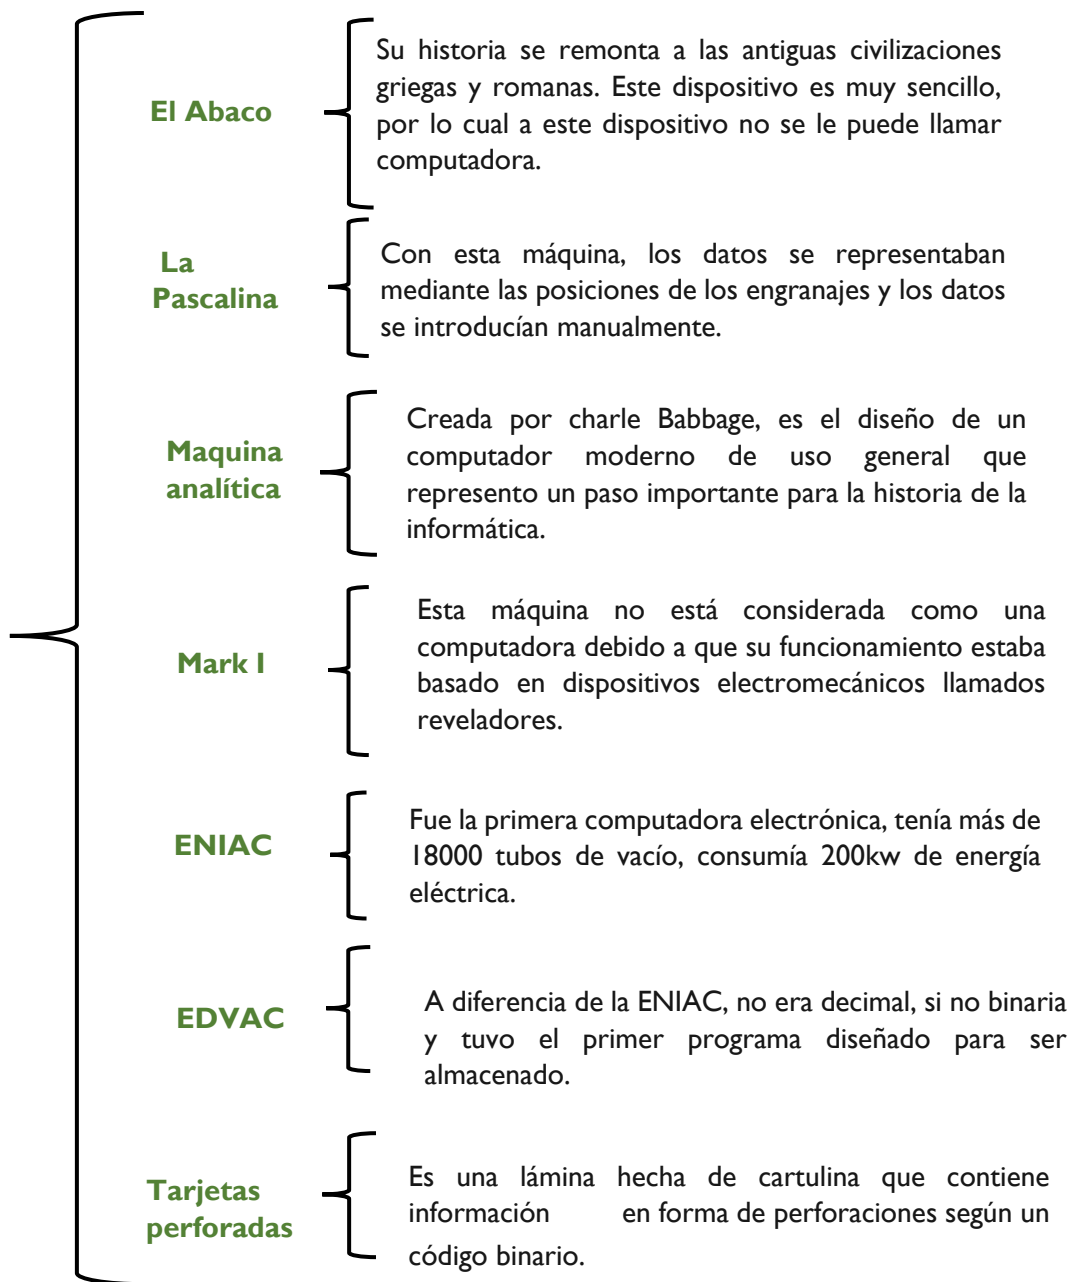 El Abaco
Su historia se remonta a las antiguas civilizaciones
griegas y romanas. Este dispositivo es muy sencillo,
por lo cual a este dispositivo no se le puede llamar
computadora.
La
Pascalina
Con esta máquina, los datos se representaban
mediante las posiciones de los engranajes y los datos
se introducían manualmente.
Maquina
analítica
Creada por charle Babbage, es el diseño de un
computador moderno de uso general que
represento un paso importante para la historia de la
informática.
Mark I
Esta máquina no está considerada como una
computadora debido a que su funcionamiento estaba
basado en dispositivos electromecánicos llamados
reveladores.
ENIAC
Fue la primera computadora electrónica, tenía más de
18000 tubos de vacío, consumía 200kw de energía
eléctrica.
EDVAC
A diferencia de la ENIAC, no era decimal, si no binaria
y tuvo el primer programa diseñado para ser
almacenado.
Tarjetas
perforadas
Es una lámina hecha de cartulina que contiene
información en forma de perforaciones según un
código binario.